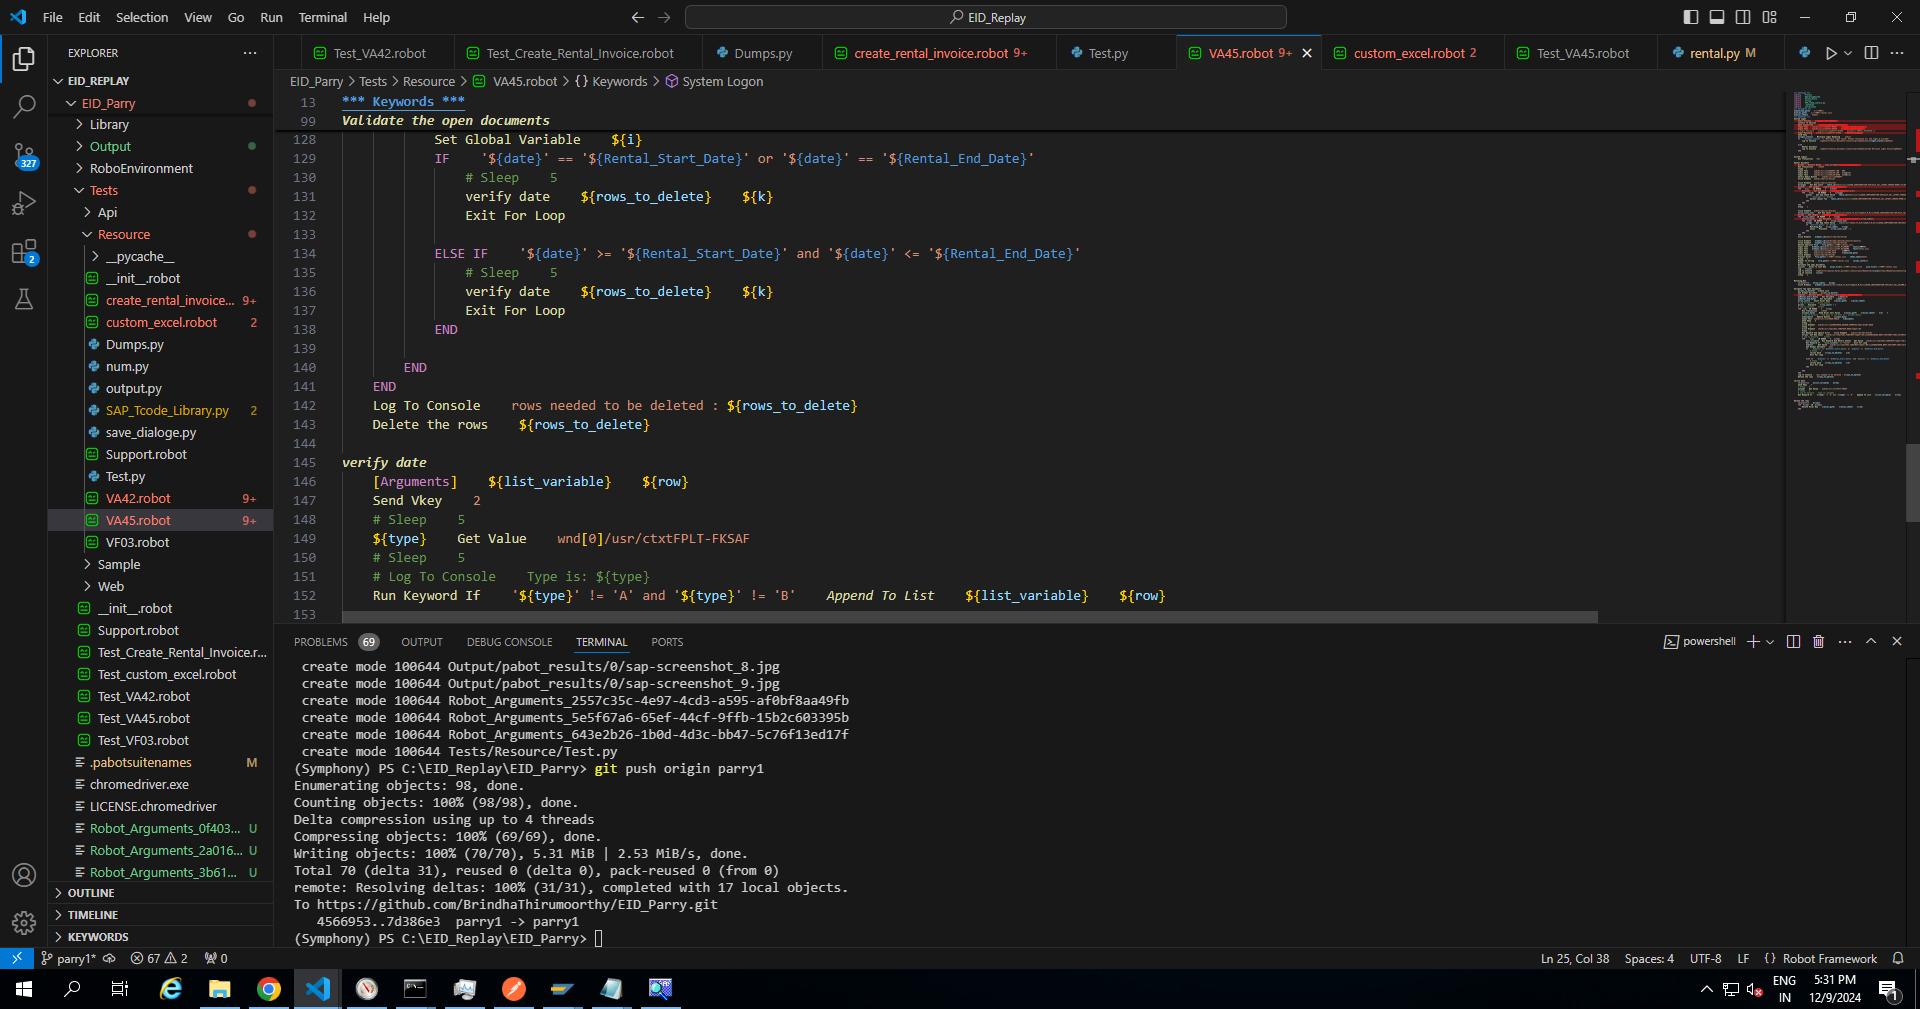 File Edit Selection View Go Run Terminal Help
EID_Replay
EXPLORER
Test_VA42.robot
Test_Create_Rental_Invoice.robot
Dumps.py
create_rental_invoice.robot 9+
Test.py
VA45.robot 9+
custom_excel.robot 2
Test_VA45.robot
rental.py M
EID_Parry > Tests > Resource > VA45.robot > {} Keywords > System Logon
EID_REPLAY
EID_Parry
Library
Output
RoboEnvironment
Tests
Api
Resource
__pycache__
__init__.robot
create_rental_invoice... 9+
custom_excel.robot 2
Dumps.py
num.py
output.py
SAP_Tcode_Library.py 2
save_dialoge.py
Support.robot
Test.py
VA42.robot 9+
VA45.robot 9+
VF03.robot
Sample
Web
__init__.robot
Support.robot
Test_Create_Rental_Invoice.r...
Test_custom_excel.robot
Test_VA42.robot
Test_VA45.robot
Test_VF03.robot
.pabotsuitenames M
chromedriver.exe
LICENSE.chromedriver
Robot_Arguments_0f403... U
Robot_Arguments_2a016... U
Robot_Arguments_3b61... U
OUTLINE
TIMELINE
KEYWORDS
327
2
13 *** Keywords ***
99 Validate the open documents
128 Set Global Variable    ${i}
129 IF    '${date}' == '${Rental_Start_Date}' or '${date}' == '${Rental_End_Date}'
130 # Sleep    5
131 verify date    ${rows_to_delete}    ${k}
132 Exit For Loop
133
134 ELSE IF    '${date}' >= '${Rental_Start_Date}' and '${date}' <= '${Rental_End_Date}'
135 # Sleep    5
136 verify date    ${rows_to_delete}    ${k}
137 Exit For Loop
138 END
139
140 END
141 END
142 Log To Console    rows needed to be deleted : ${rows_to_delete}
143 Delete the rows    ${rows_to_delete}
144
145 verify date
146 [Arguments]    ${list_variable}    ${row}
147 Send Vkey    2
148 # Sleep    5
149 ${type}    Get Value    wnd[0]/usr/ctxtFPLT-FKSAF
150 # Sleep    5
151 # Log To Console    Type is: ${type}
152 Run Keyword If    '${type}' != 'A' and '${type}' != 'B'    Append To List    ${list_variable}    ${row}
153
PROBLEMS 69 OUTPUT DEBUG CONSOLE TERMINAL PORTS
powershell
create mode 100644 Output/pabot_results/0/sap-screenshot_8.jpg
create mode 100644 Output/pabot_results/0/sap-screenshot_9.jpg
create mode 100644 Robot_Arguments_2557c35c-4e97-4cd3-a595-af0bf8aa49fb
create mode 100644 Robot_Arguments_5e5f67a6-65ef-44cf-9ffb-15b2c603395b
create mode 100644 Robot_Arguments_643e2b26-1b0d-4d3c-bb47-5c76f13ed17f
create mode 100644 Tests/Resource/Test.py
(Symphony) PS C:\EID_Replay\EID_Parry> git push origin parry1
Enumerating objects: 98, done.
Counting objects: 100% (98/98), done.
Delta compression using up to 4 threads
Compressing objects: 100% (69/69), done.
Writing objects: 100% (70/70), 5.31 MiB | 2.53 MiB/s, done.
Total 70 (delta 31), reused 0 (delta 0), pack-reused 0 (from 0)
remote: Resolving deltas: 100% (31/31), completed with 17 local objects.
To https://github.com/BrindhaThirumoorthy/EID_Parry.git
4566953..7d386e3  parry1 -> parry1
(Symphony) PS C:\EID_Replay\EID_Parry>
parry1* 67 2 0
Ln 25, Col 38 Spaces: 4 UTF-8 LF {} Robot Framework
ENG
IN
5:31 PM
12/9/2024
1